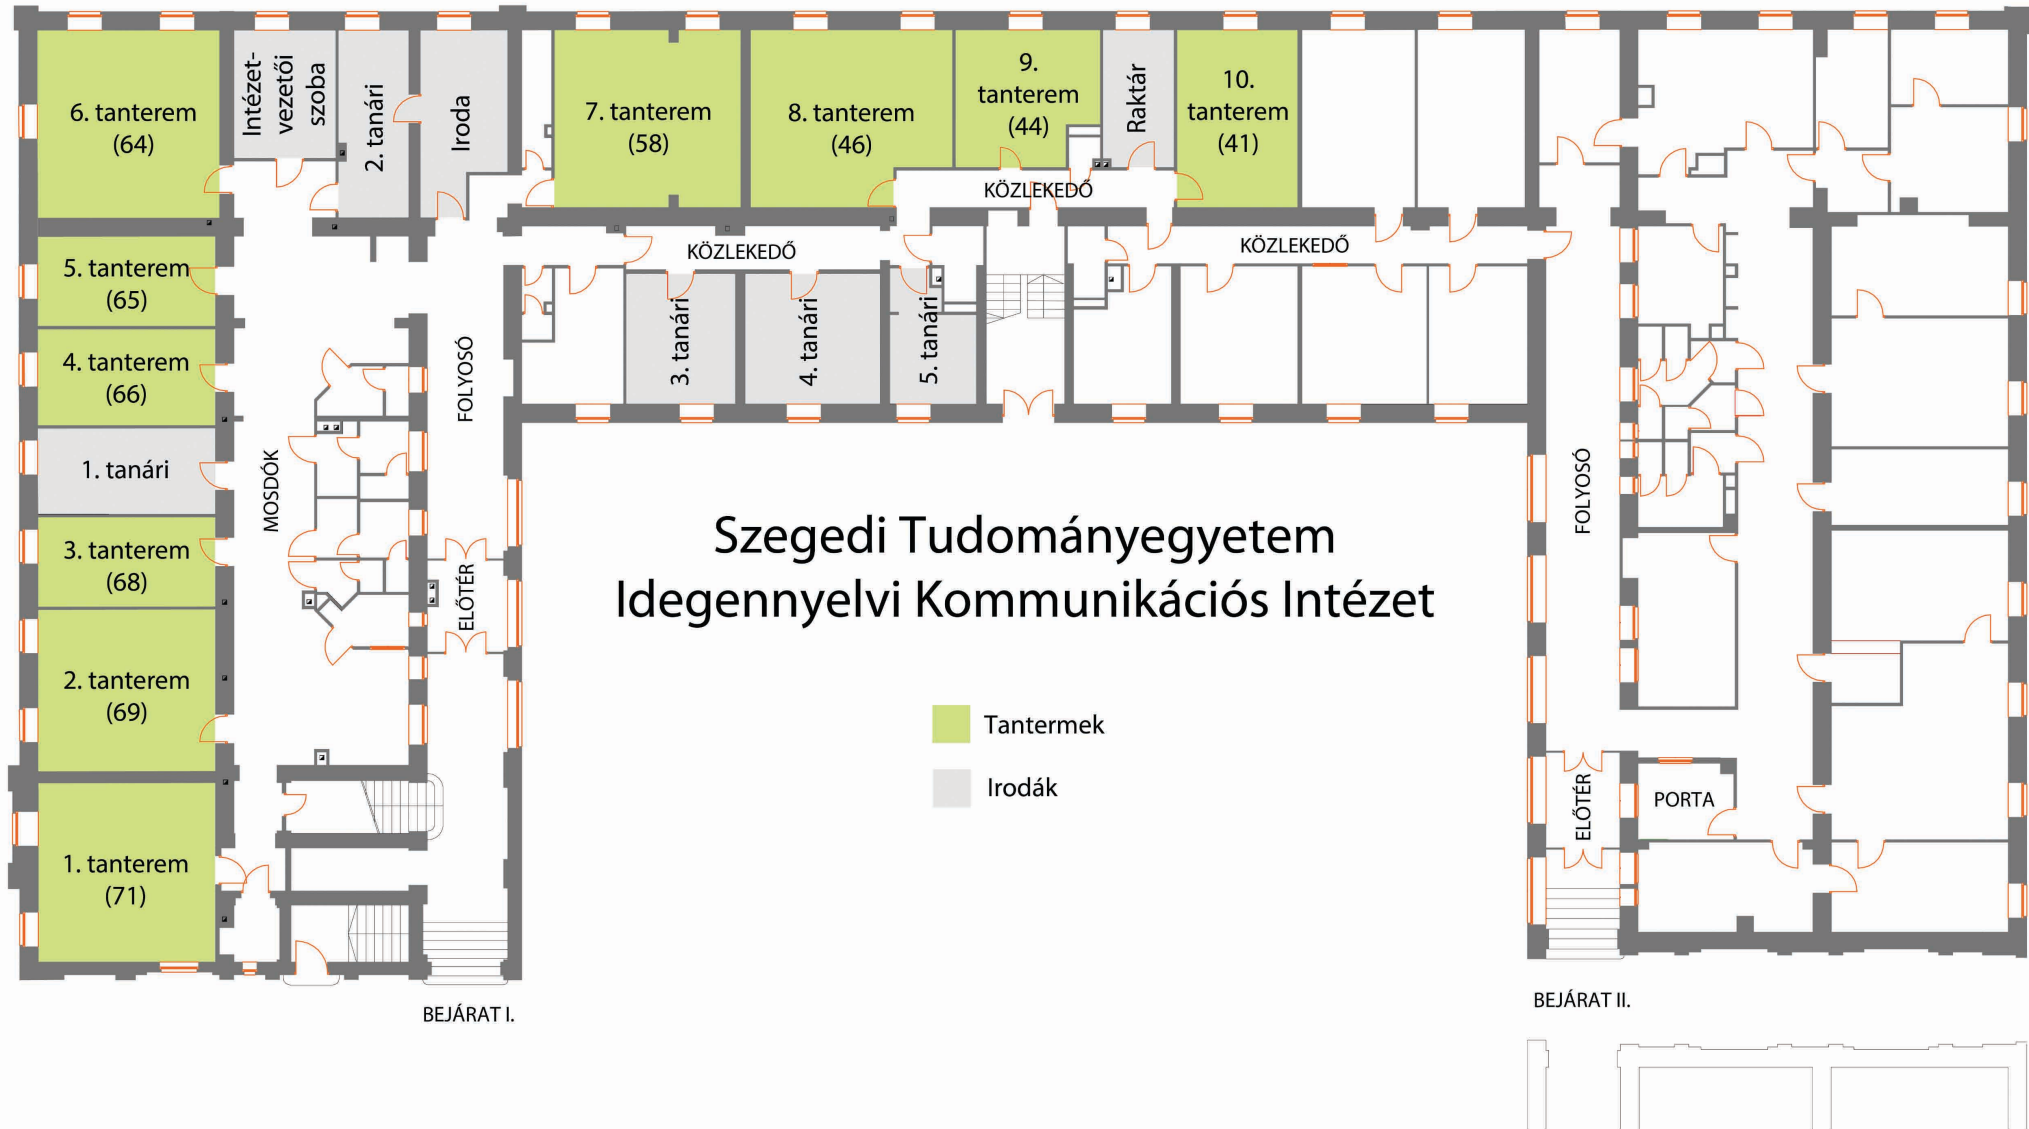 6. tanterem
(64)
Intézet-
vezetői
szoba
2. tanári
Iroda
7. tanterem
(58)
8. tanterem
(46)
9.
tanterem
(44)
Raktár
10.
tanterem
(41)
KÖZLEKEDŐ
KÖZLEKEDŐ
KÖZLEKEDŐ
5. tanterem
(65)
4. tanterem
(66)
1. tanári
3. tanterem
(68)
2. tanterem
(69)
1. tanterem
(71)
MOSDÓK
FOLYOSÓ
ELŐTÉR
3. tanári
4. tanári
5. tanári
Szegedi Tudományegyetem
Idegennyelvi Kommunikációs Intézet
Tantermek
Irodák
FOLYOSÓ
ELŐTÉR
PORTA
BEJÁRAT I.
BEJÁRAT II.